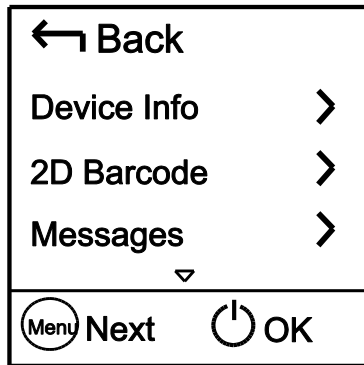 Back
Device Info
2D Barcode
Messages
Menu Next OK